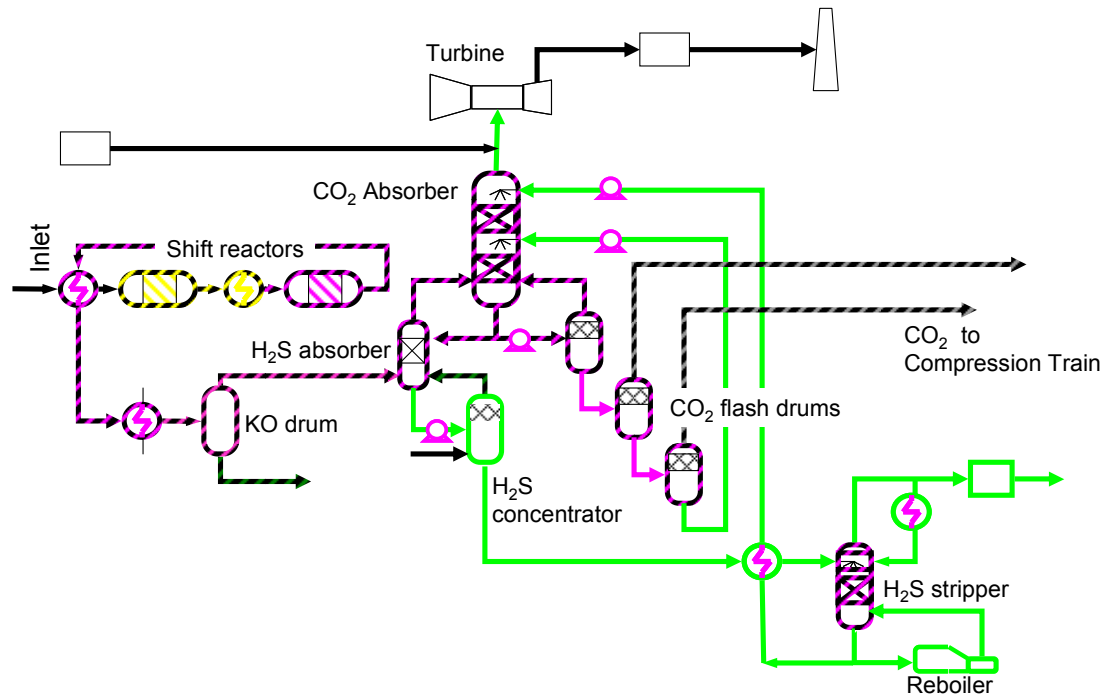 Turbine
CO₂ Absorber
Inlet
Shift reactors
H₂S absorber
CO₂ to
Compression Train
KO drum
CO₂ flash drums
H₂S
concentrator
H₂S stripper
Reboiler